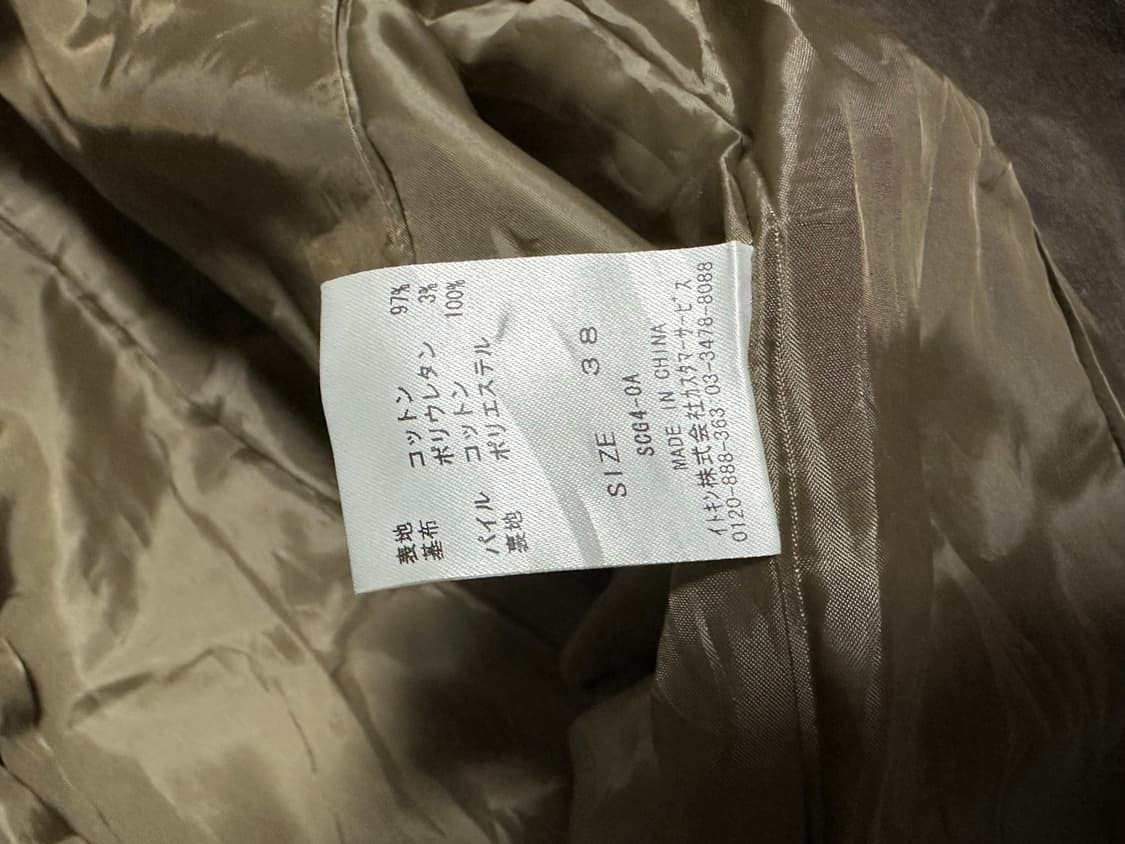 表地 コットン 97%
基布 ポリウレタン 3%
パイル コットン 100%
裏地 ポリエステル
SIZE 38
SCG4-0A
MADE IN CHINA
イトキン株式会社カスタマーサービス
0120-888-363 03-3478-8088